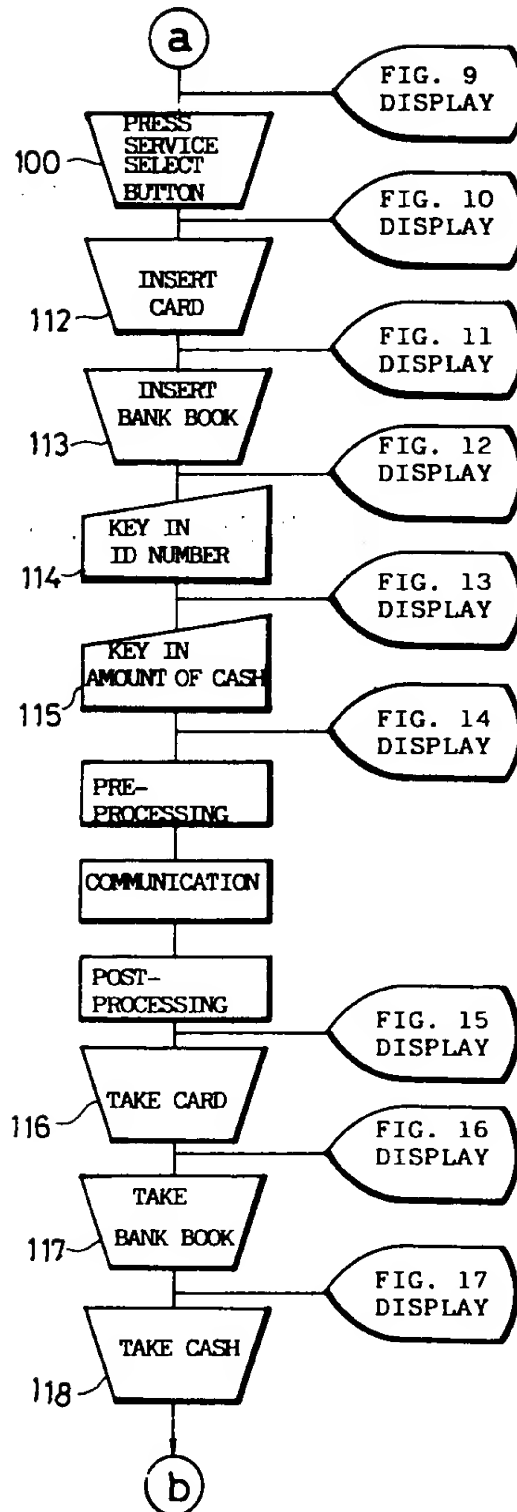 a
FIG. 9
DISPLAY
PRESS
SERVICE
SELECT
BUTTON
100
FIG. 10
DISPLAY
INSERT
CARD
112
FIG. 11
DISPLAY
INSERT
BANK BOOK
113
FIG. 12
DISPLAY
KEY IN
ID NUMBER
114
FIG. 13
DISPLAY
KEY IN
AMOUNT OF CASH
115
FIG. 14
DISPLAY
PRE-
PROCESSING
COMMUNICATION
POST-
PROCESSING
FIG. 15
DISPLAY
TAKE CARD
116
FIG. 16
DISPLAY
TAKE
BANK BOOK
117
FIG. 17
DISPLAY
TAKE CASH
118
b